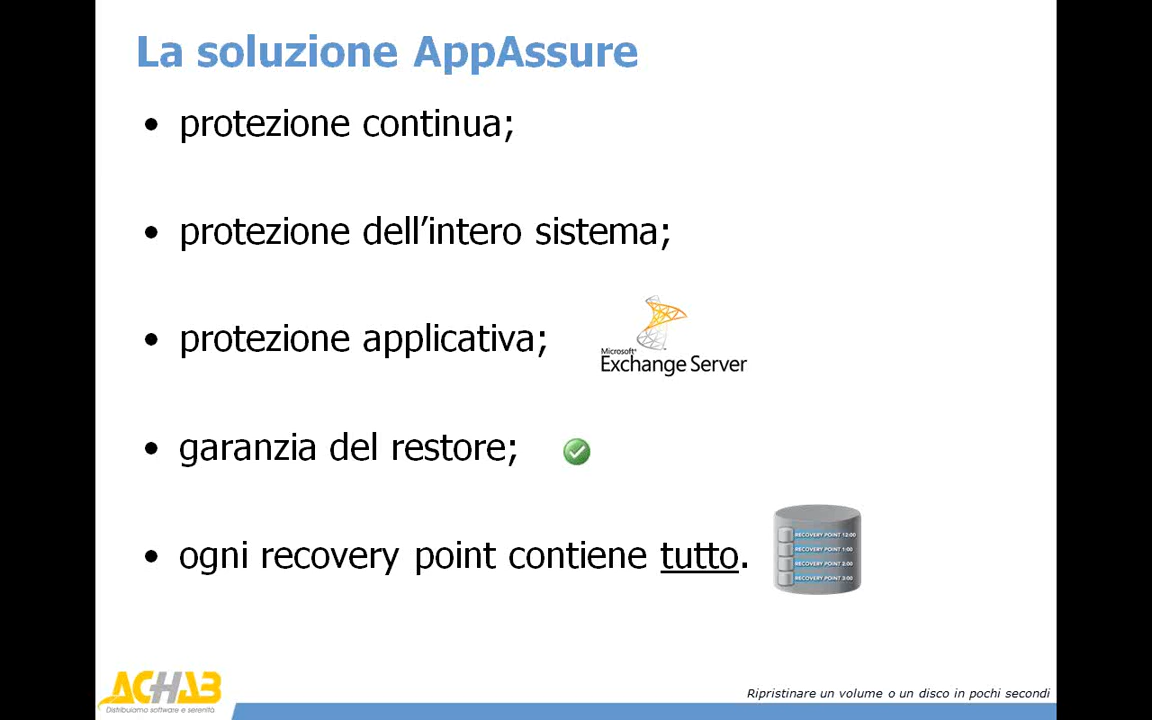 La soluzione AppAssure
• protezione continua;
• protezione dell’intero sistema;
• protezione applicativa;
Microsoft®
Exchange Server
• garanzia del restore;
• ogni recovery point contiene tutto.
RECOVERY POINT 12:00
RECOVERY POINT 1:00
RECOVERY POINT 2:00
RECOVERY POINT 3:00
ACHAB
Distribuiamo software e serenità
Ripristinare un volume o un disco in pochi secondi